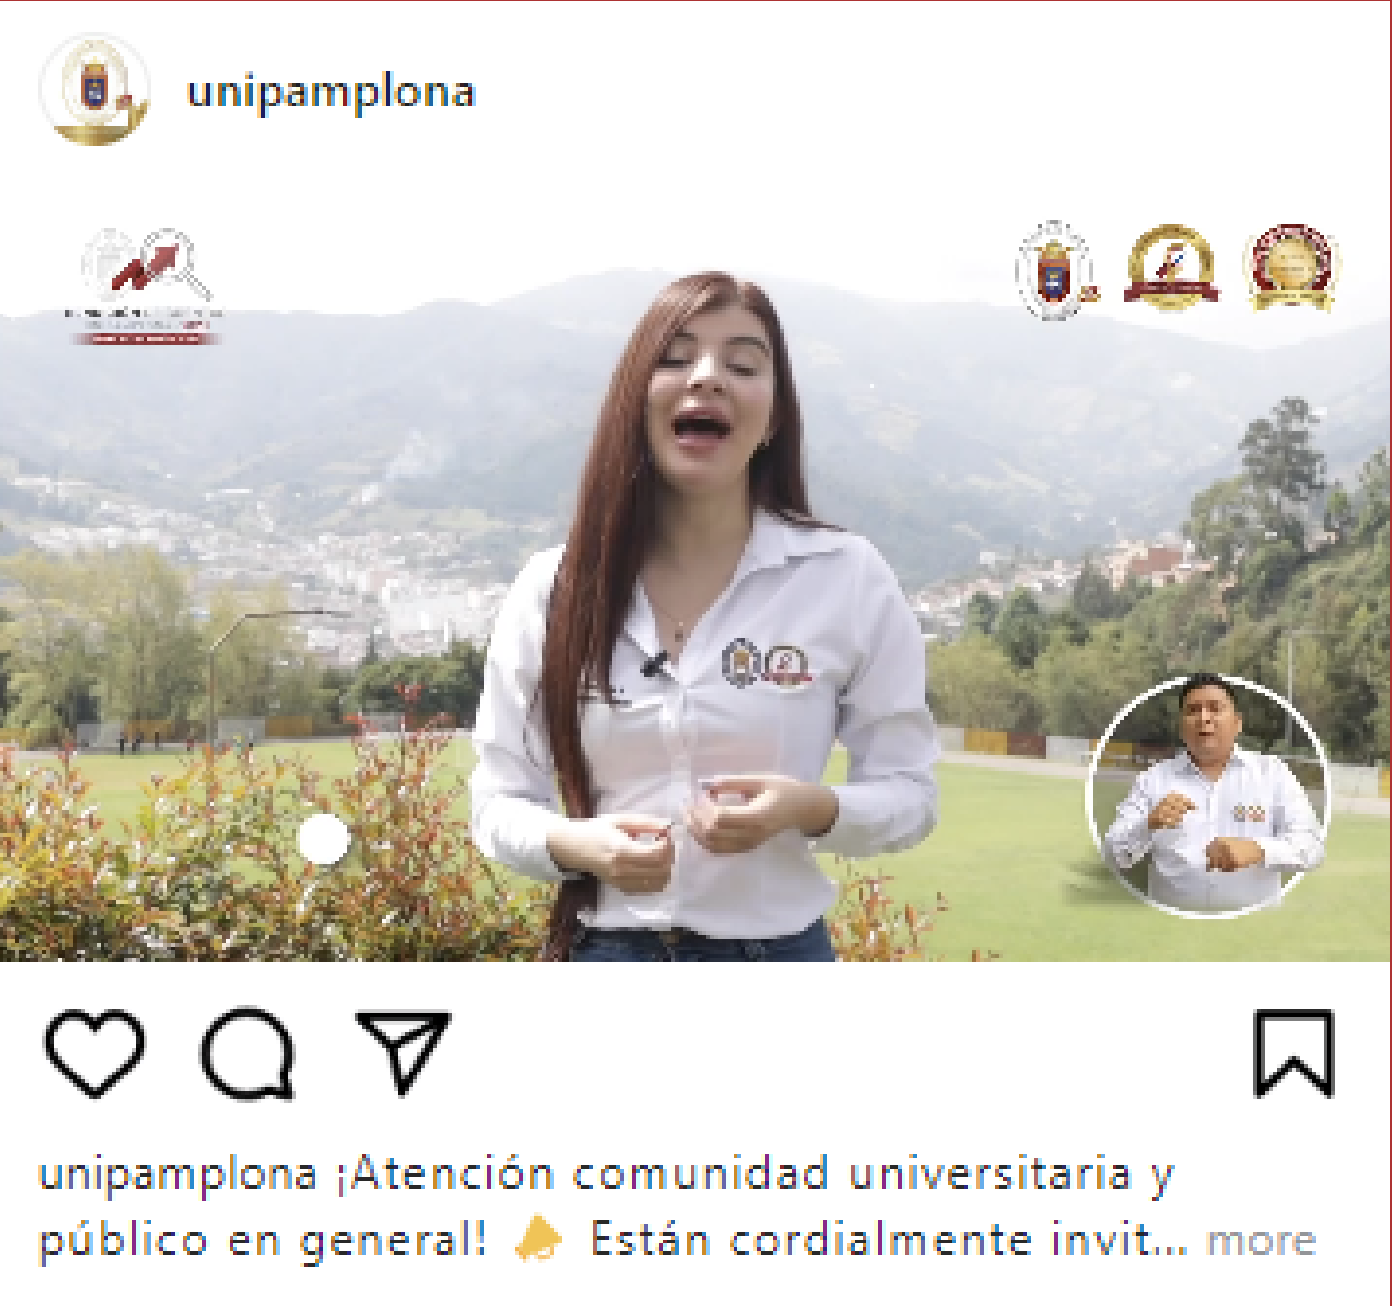 unipamplona
unipamplona ¡Atención comunidad universitaria y
público en general! 📣 Están cordialmente invit... more